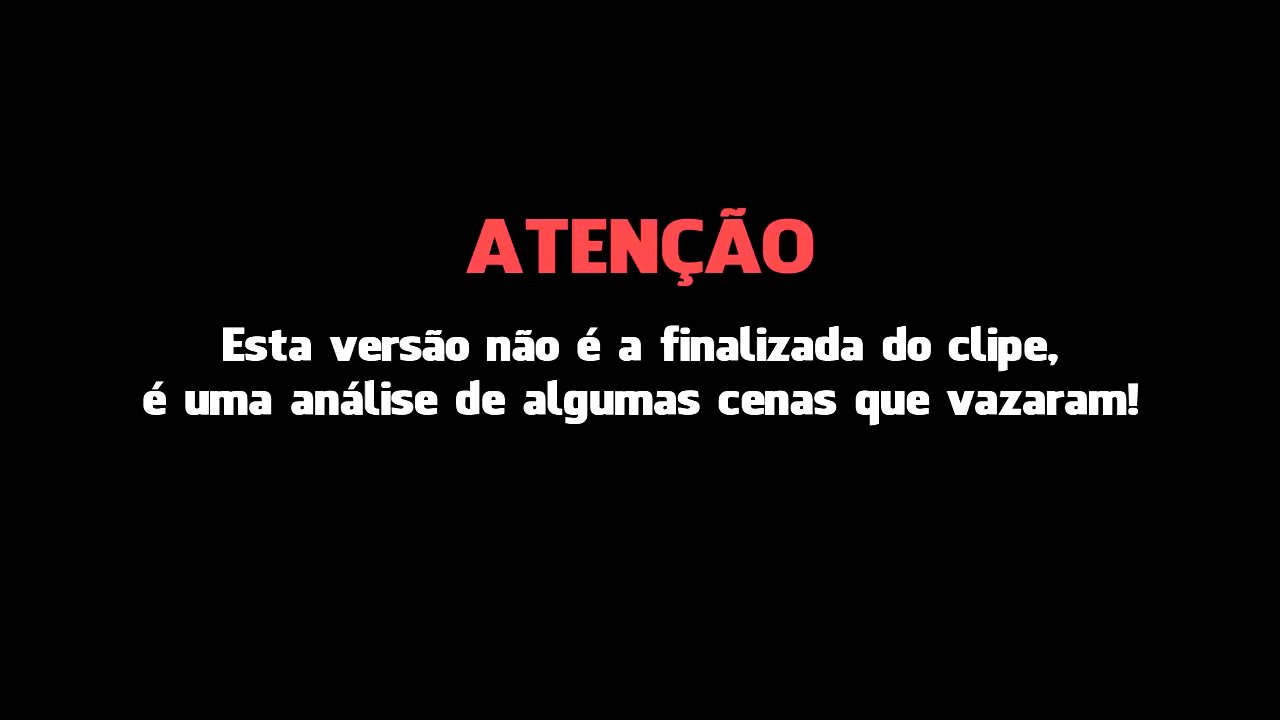 ATENÇÃO
Esta versão não é a finalizada do clipe,
é uma análise de algumas cenas que vazaram!